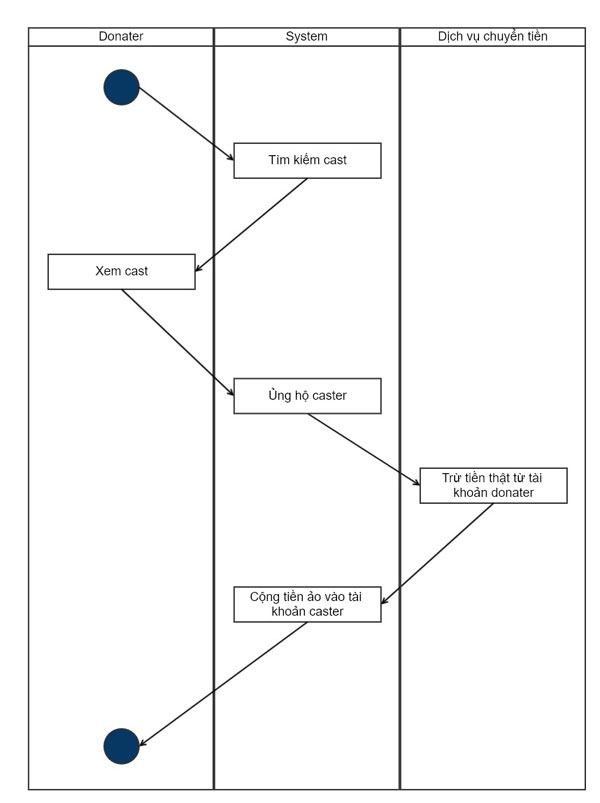 Donater
System
Dịch vụ chuyển tiền
Tìm kiếm cast
Xem cast
Ủng hộ caster
Trừ tiền thật từ tài
khoản donater
Cộng tiền ảo vào tài
khoản caster